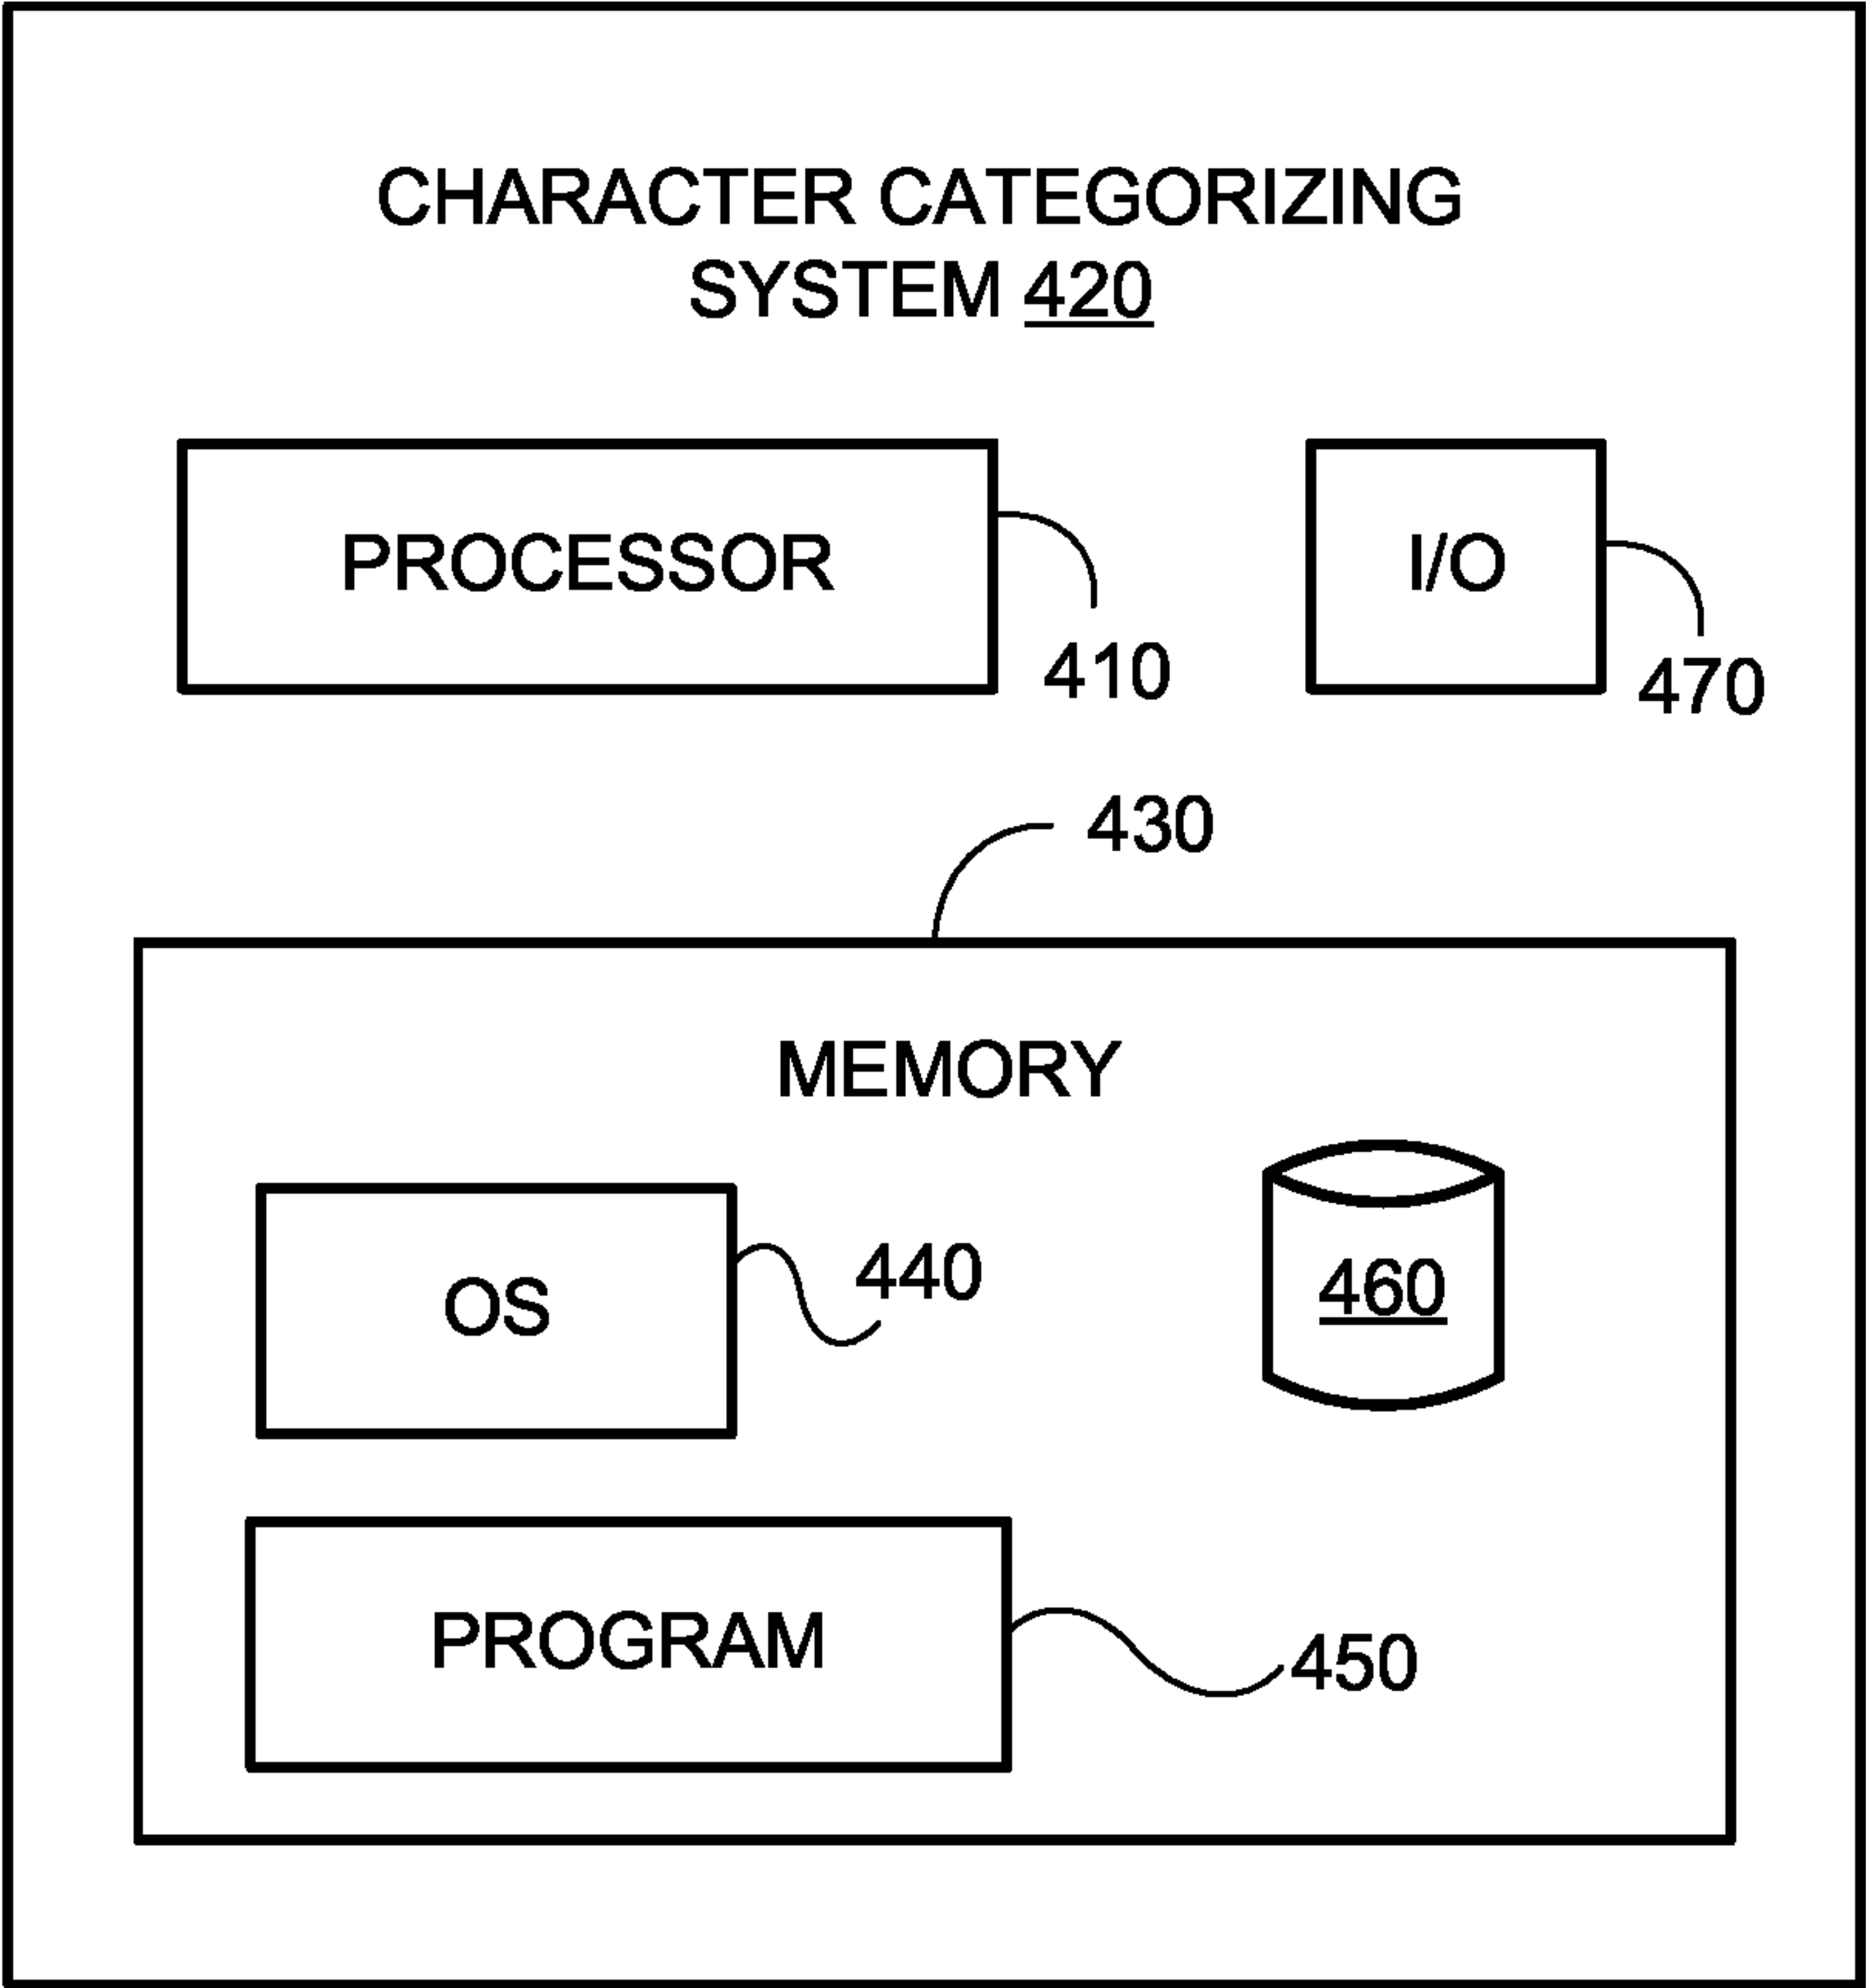 CHARACTER CATEGORIZING
SYSTEM 420
PROCESSOR
I/O
410
470
430
MEMORY
440
460
OS
PROGRAM
450